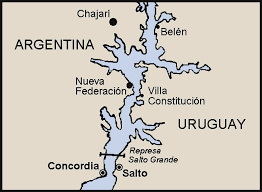 Chajarí
Belén
ARGENTINA
Nueva
Federación
Villa
Constitución
URUGUAY
Represa
Salto Grande
Concordia
Salto